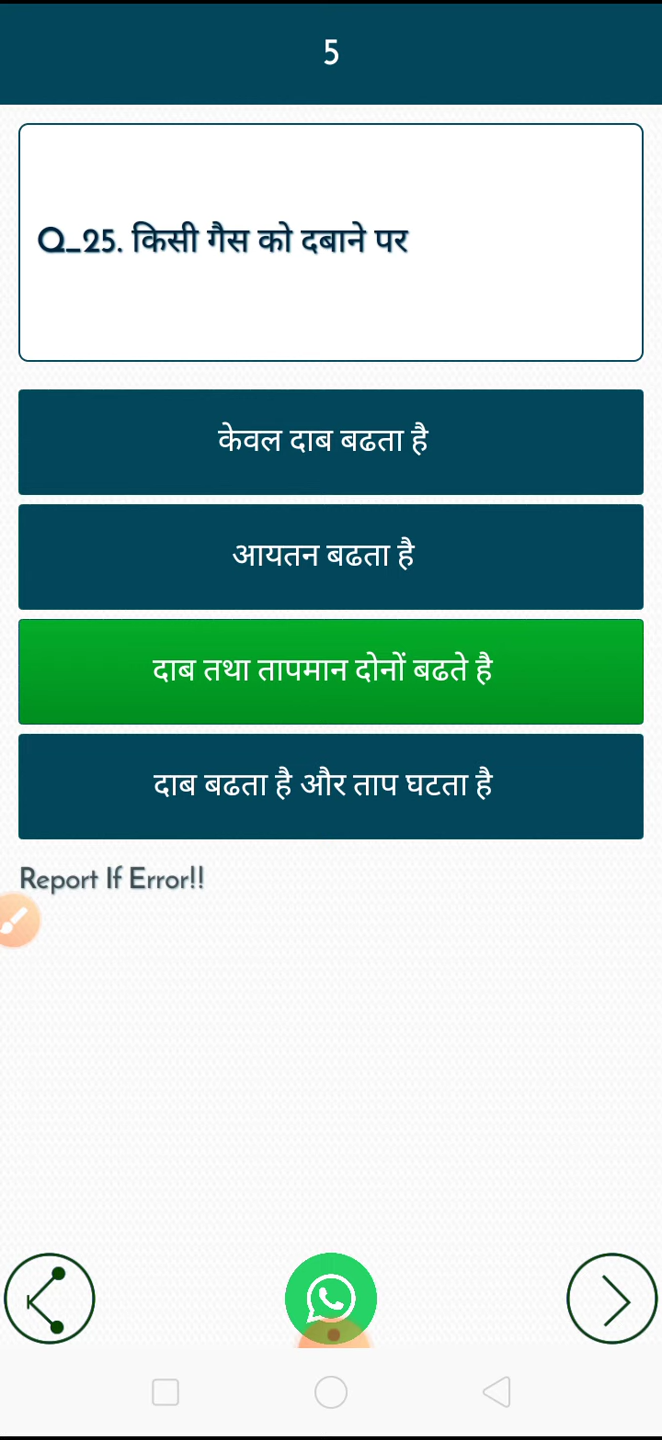 5
Q_25. किसी गैस को दबाने पर
केवल दाब बढता है
आयतन बढता है
दाब तथा तापमान दोनों बढते है
दाब बढता है और ताप घटता है
Report If Error!!